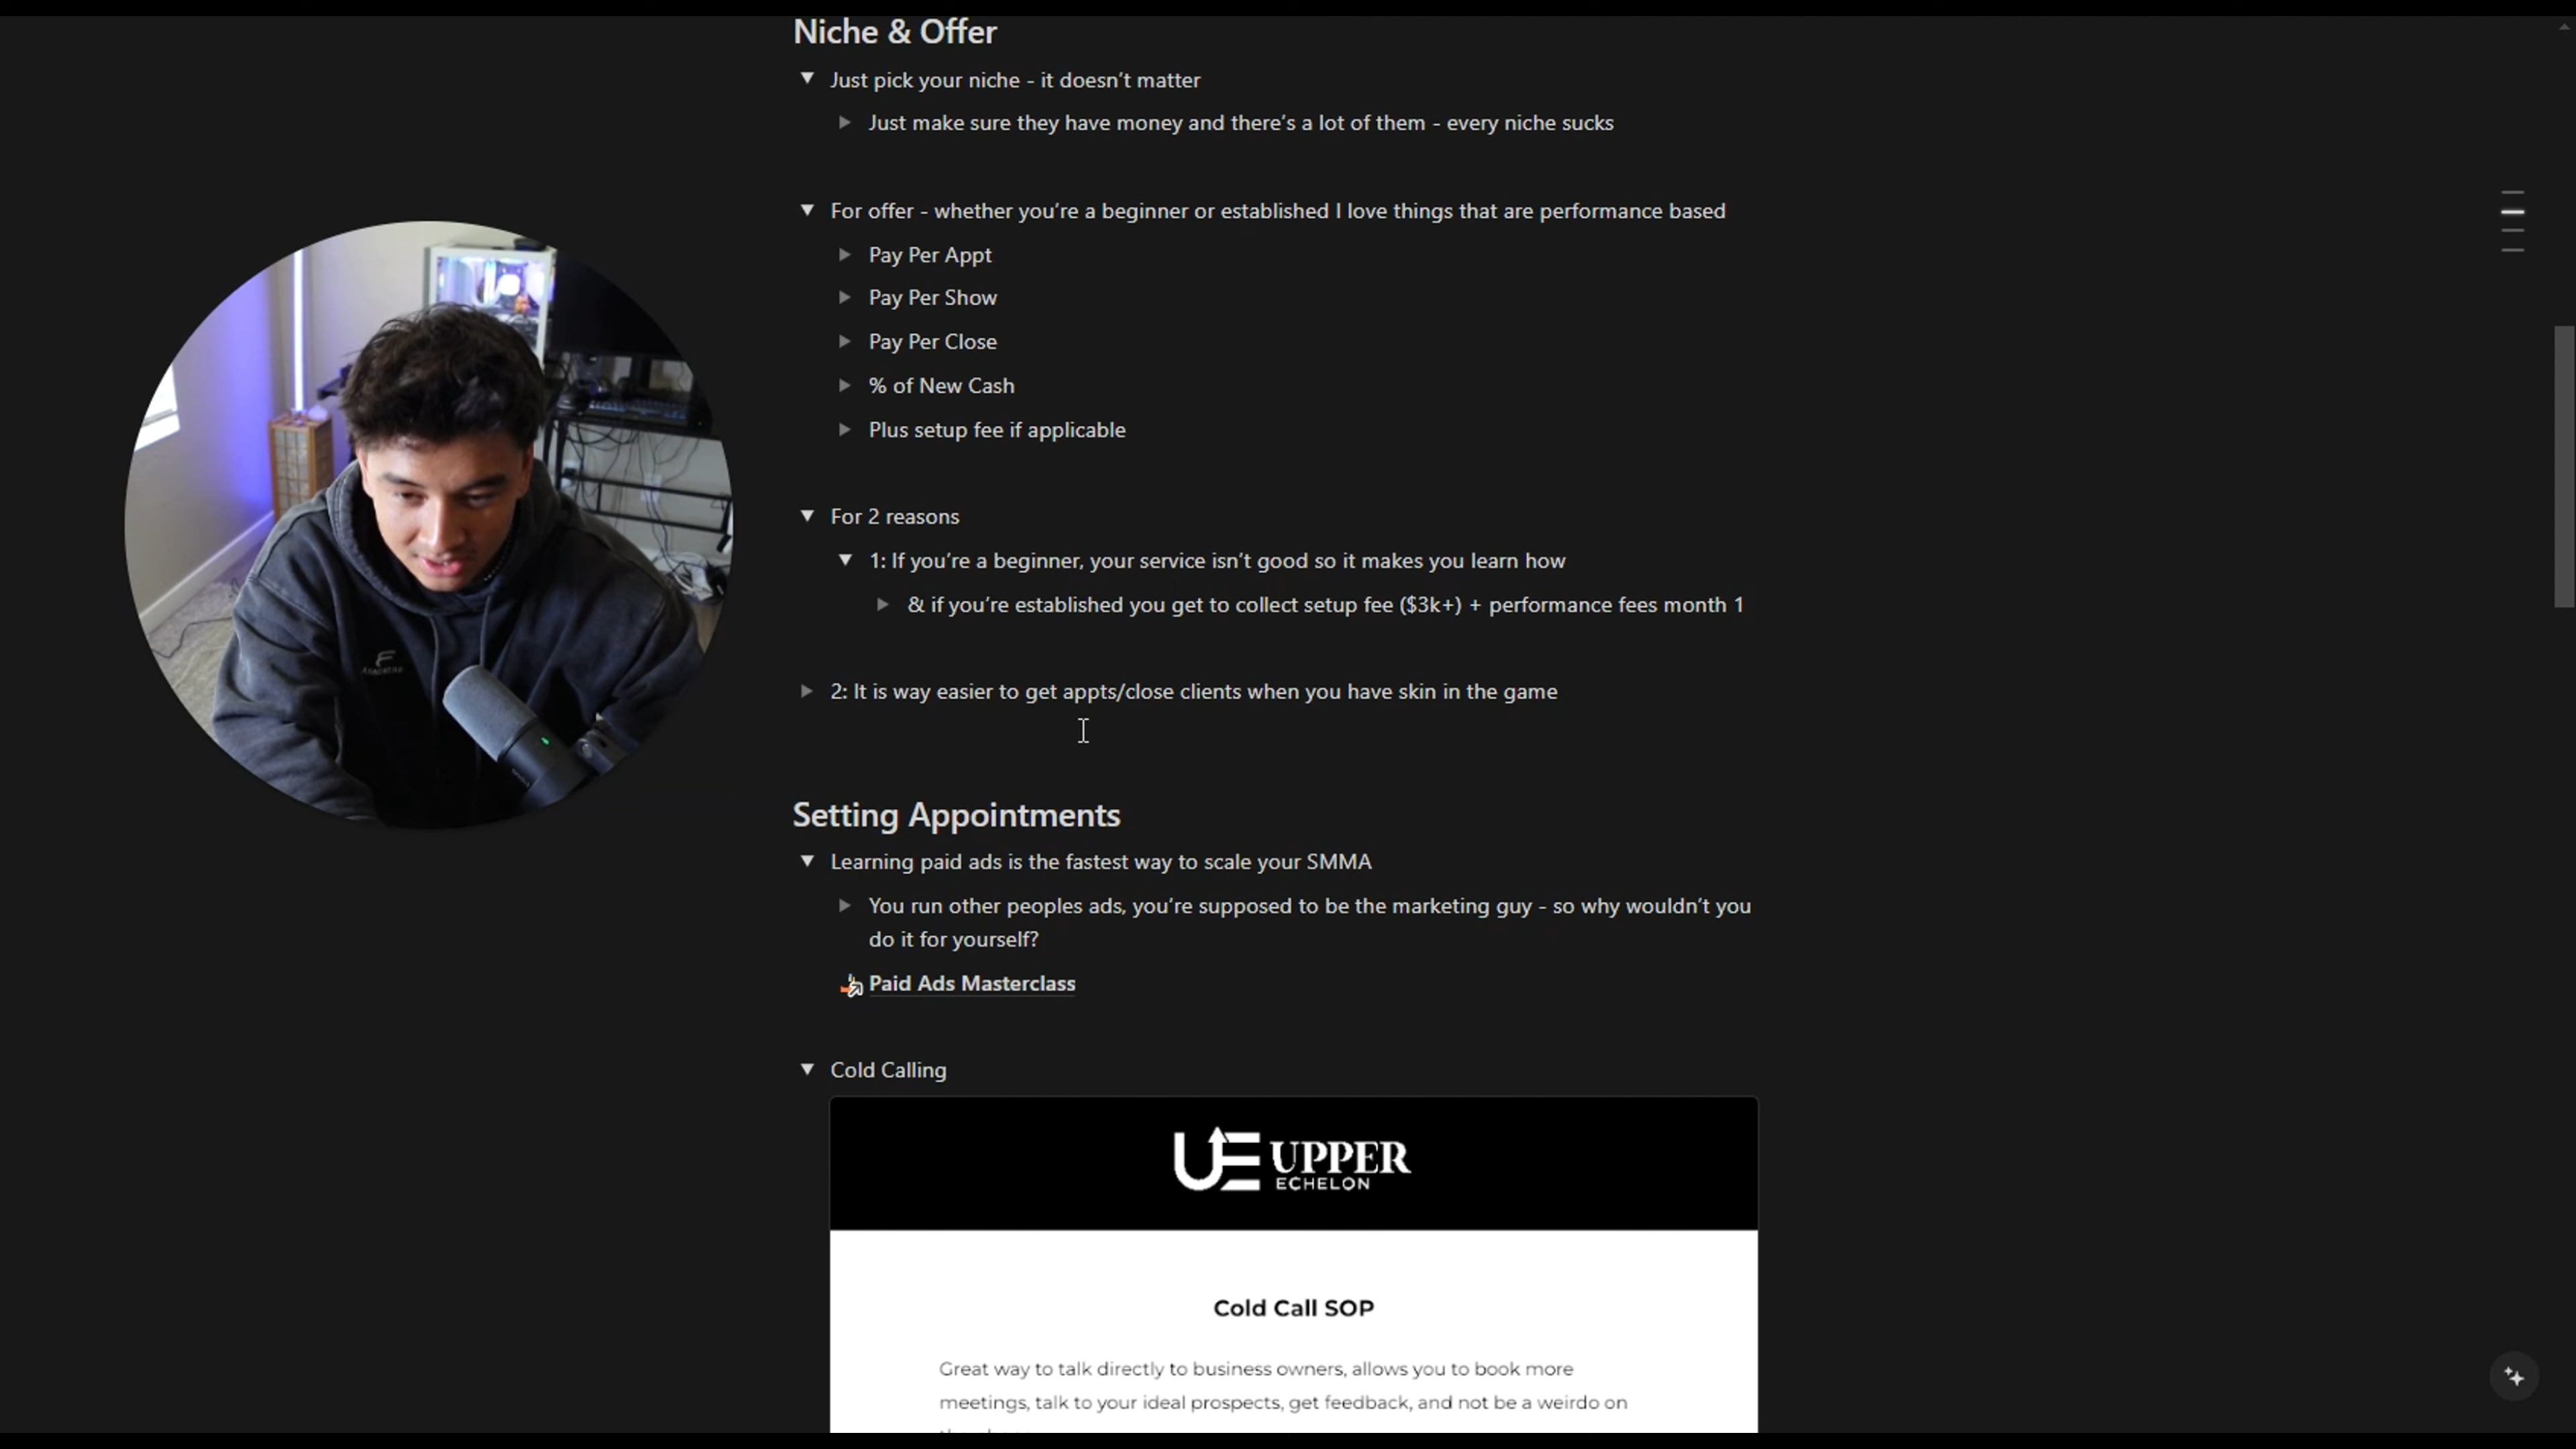 Niche & Offer
Just pick your niche - it doesn't matter
Just make sure they have money and there's a lot of them - every niche sucks
For offer - whether you're a beginner or established I love things that are performance based
Pay Per Appt
Pay Per Show
Pay Per Close
% of New Cash
Plus setup fee if applicable
For 2 reasons
1: If you're a beginner, your service isn't good so it makes you learn how
& if you're established you get to collect setup fee ($3k+) + performance fees month 1
2: It is way easier to get appts/close clients when you have skin in the game
Setting Appointments
Learning paid ads is the fastest way to scale your SMMA
You run other peoples ads, you're supposed to be the marketing guy - so why wouldn't you
do it for yourself?
Paid Ads Masterclass
Cold Calling
UE UPPER
ECHELON
Cold Call SOP
Great way to talk directly to business owners, allows you to book more
meetings, talk to your ideal prospects, get feedback, and not be a weirdo on